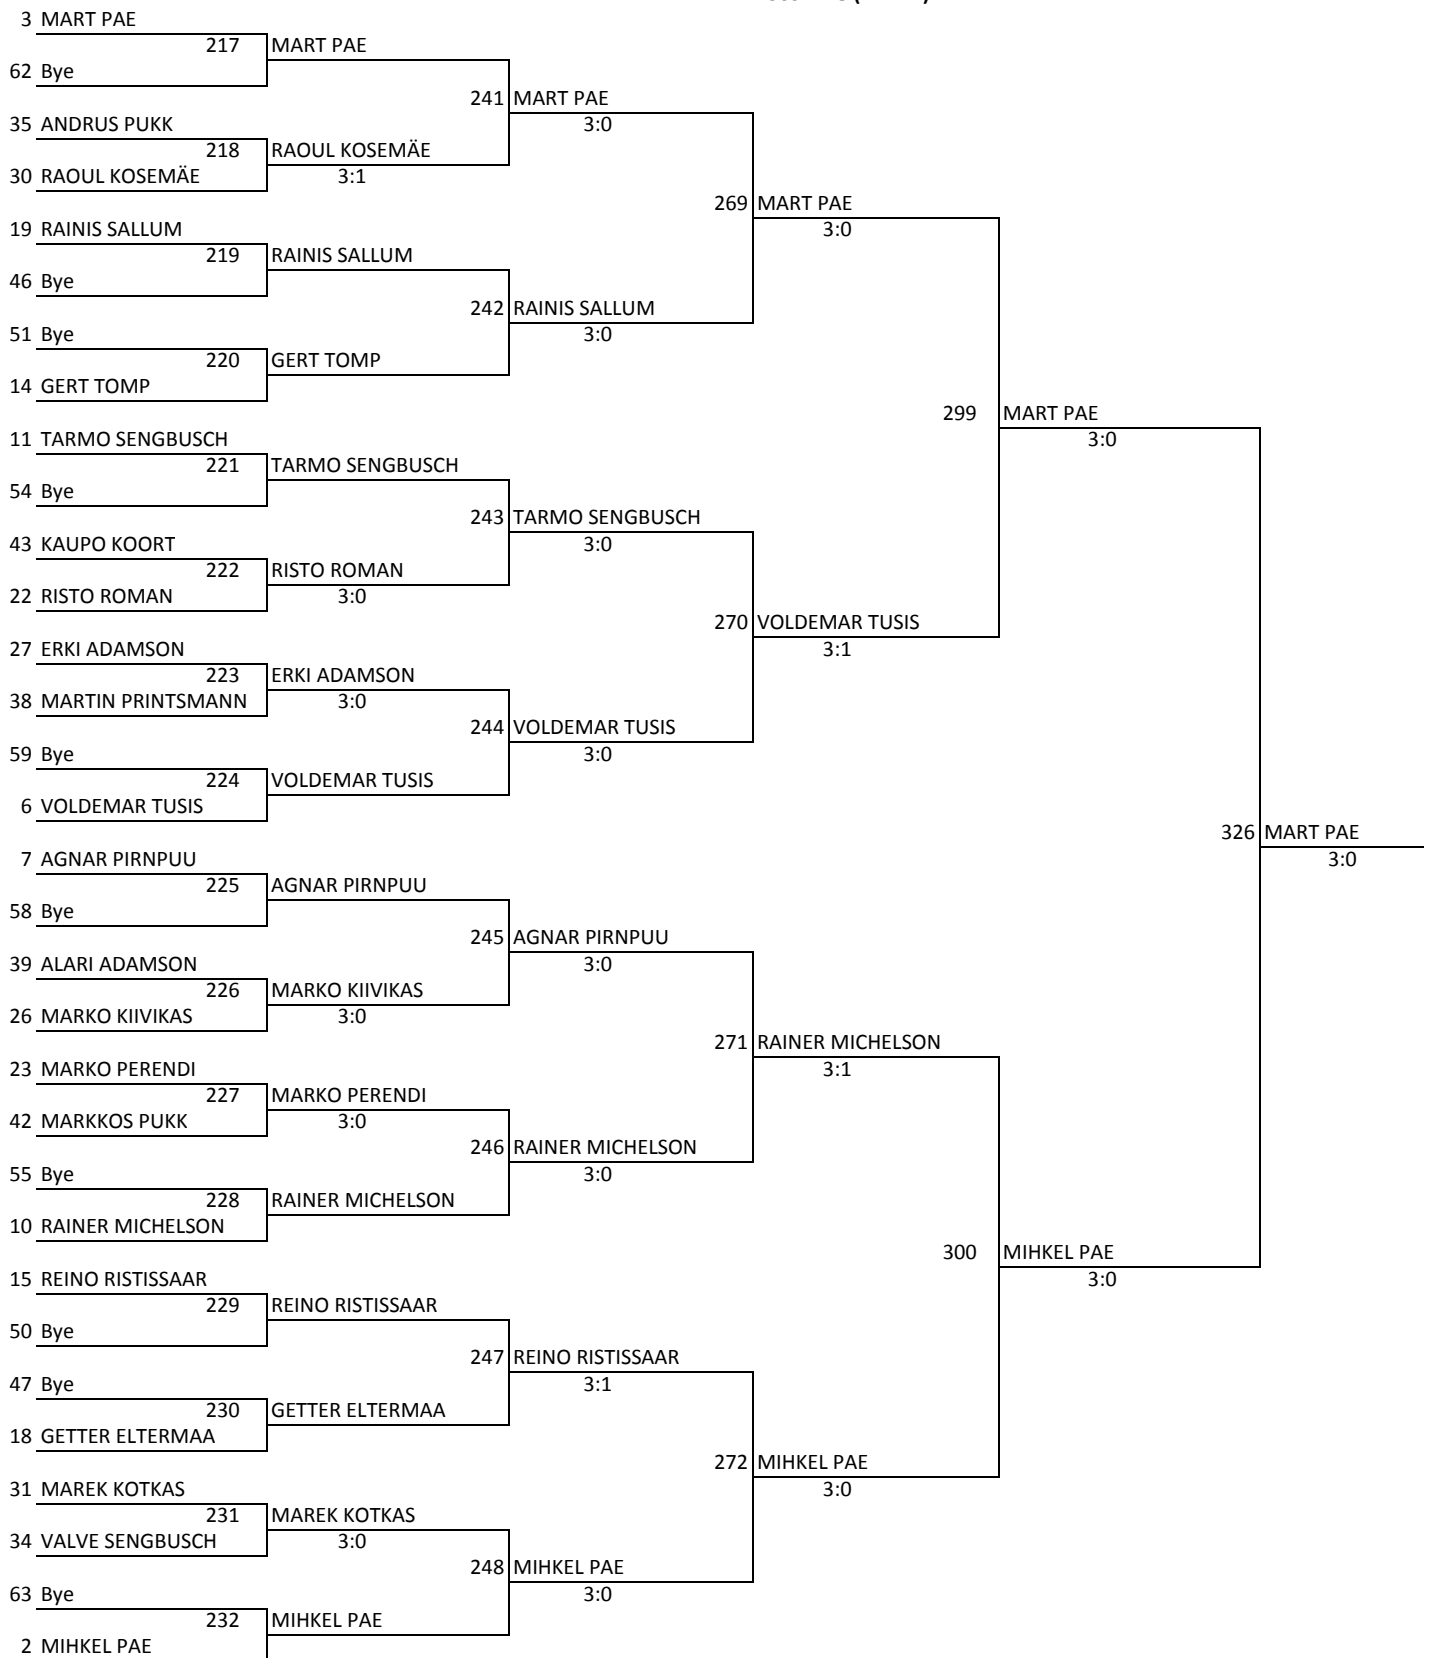 3 MART PAE
217 MART PAE
62 Bye
241 MART PAE
35 ANDRUS PUKK
3:0
218 RAOUL KOSEMÄE
30 RAOUL KOSEMÄE
3:1
269 MART PAE
19 RAINIS SALLUM
3:0
219 RAINIS SALLUM
46 Bye
242 RAINIS SALLUM
51 Bye
3:0
220 GERT TOMP
14 GERT TOMP
299 MART PAE
11 TARMO SENGBUSCH
3:0
221 TARMO SENGBUSCH
54 Bye
243 TARMO SENGBUSCH
43 KAUPO KOORT
3:0
222 RISTO ROMAN
22 RISTO ROMAN
3:0
270 VOLDEMAR TUSIS
27 ERKI ADAMSON
3:1
223 ERKI ADAMSON
38 MARTIN PRINTSMANN
3:0
244 VOLDEMAR TUSIS
59 Bye
3:0
224 VOLDEMAR TUSIS
6 VOLDEMAR TUSIS
326 MART PAE
7 AGNAR PIRNPUU
3:0
225 AGNAR PIRNPUU
58 Bye
245 AGNAR PIRNPUU
39 ALARI ADAMSON
3:0
226 MARKO KIIVIKAS
26 MARKO KIIVIKAS
3:0
271 RAINER MICHELSON
23 MARKO PERENDI
3:1
227 MARKO PERENDI
42 MARKKOS PUKK
3:0
246 RAINER MICHELSON
55 Bye
3:0
228 RAINER MICHELSON
10 RAINER MICHELSON
300 MIHKEL PAE
15 REINO RISTISSAAR
3:0
229 REINO RISTISSAAR
50 Bye
247 REINO RISTISSAAR
47 Bye
3:1
230 GETTER ELTERMAA
18 GETTER ELTERMAA
272 MIHKEL PAE
31 MAREK KOTKAS
3:0
231 MAREK KOTKAS
34 VALVE SENGBUSCH
3:0
248 MIHKEL PAE
63 Bye
3:0
232 MIHKEL PAE
2 MIHKEL PAE